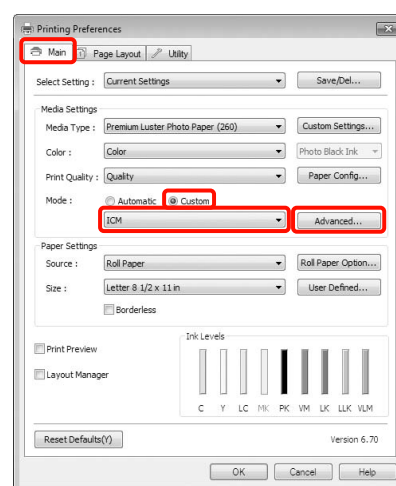 Printing Preferences
Main Page Layout Utility
Select Setting : Current Settings Save/Del...
Media Settings
Media Type : Premium Luster Photo Paper (260) Custom Settings...
Color : Color Photo Black Ink
Print Quality : Quality Paper Config...
Mode : Automatic Custom
ICM Advanced...
Paper Settings
Source : Roll Paper Roll Paper Option...
Size : Letter 8 1/2 x 11 in User Defined...
Borderless
Ink Levels
Print Preview
Layout Manager
C Y LC MK PK VM LK LLK VLM
Reset Defaults(Y) Version 6.70
OK Cancel Help